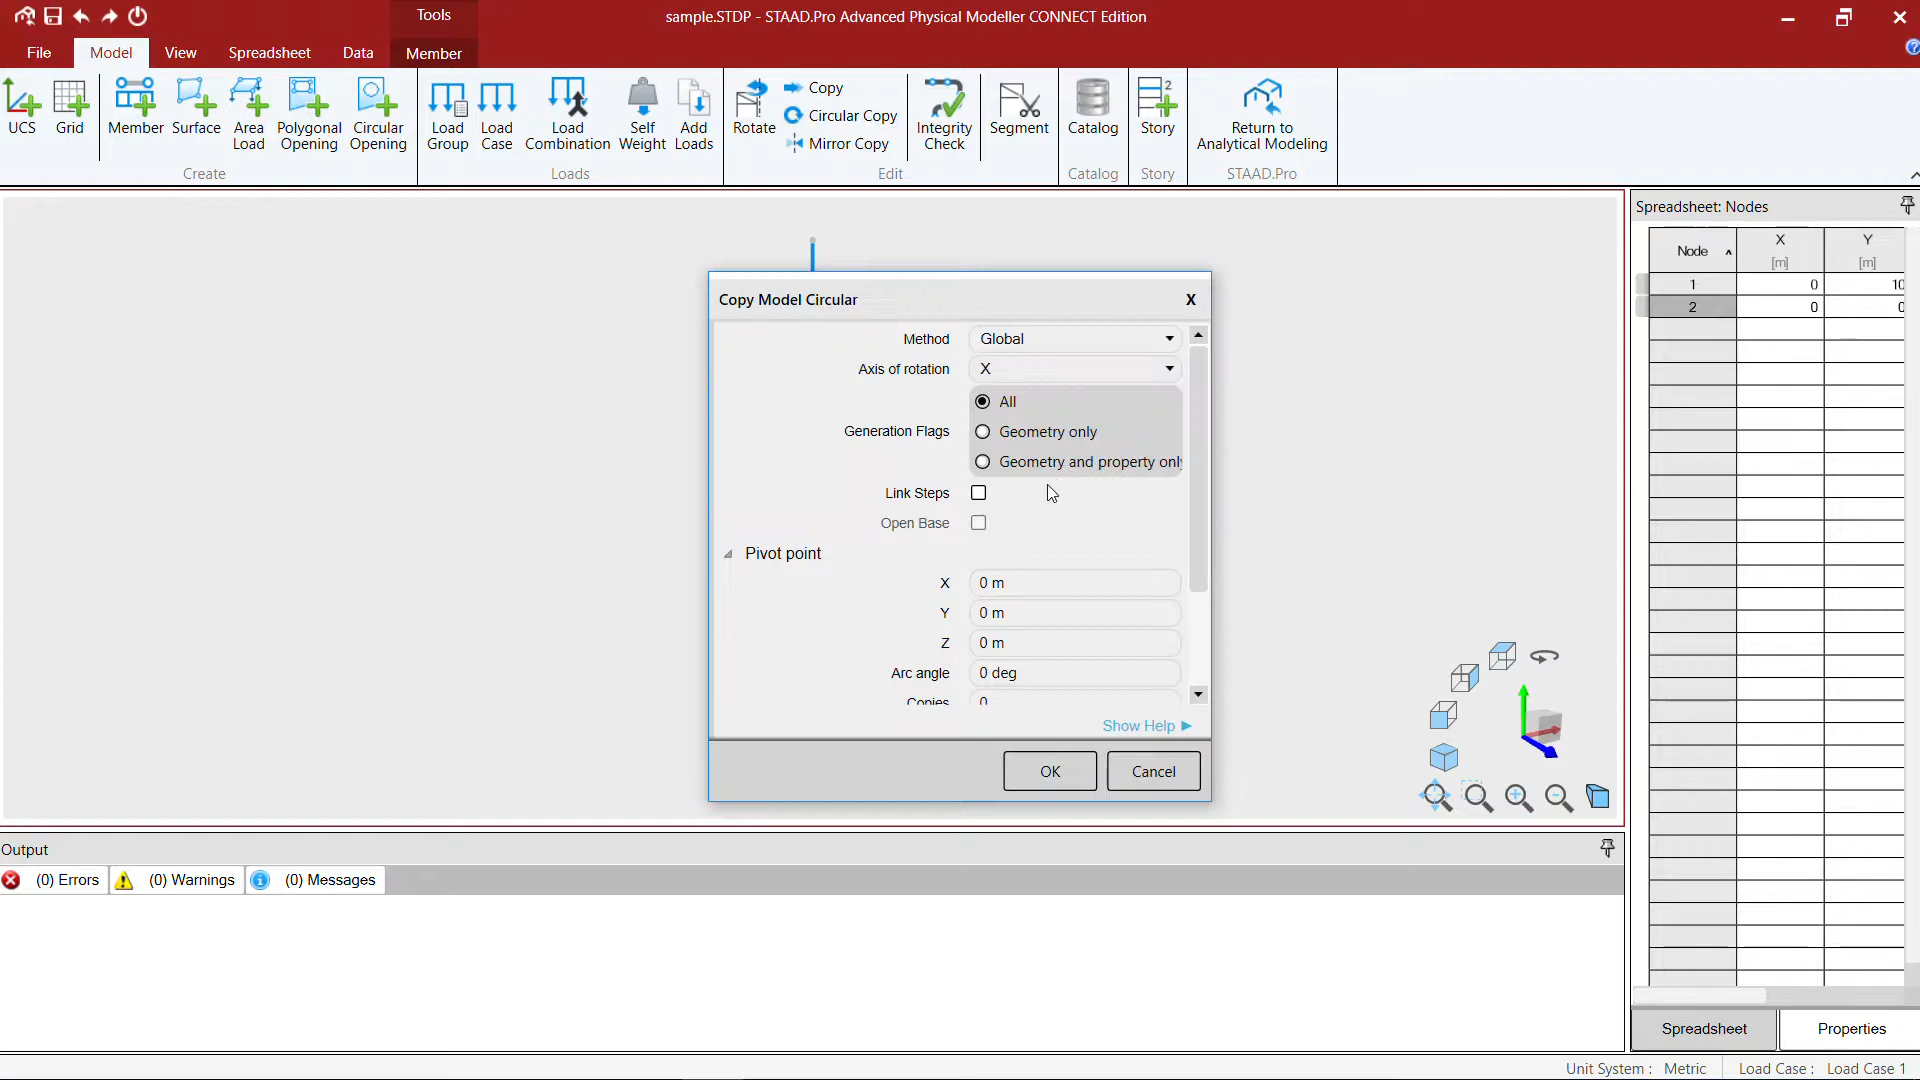 Tools
sample.STDP - STAAD.Pro Advanced Physical Modeller CONNECT Edition
File
Model
View
Spreadsheet
Data
Member
UCS
Grid
Member
Surface
Area
Load
Polygonal
Opening
Circular
Opening
Create
Load
Group
Load
Case
Load
Combination
Self
Weight
Add
Loads
Loads
Rotate
Copy
Circular Copy
Mirror Copy
Integrity
Check
Segment
Edit
Catalog
Catalog
2
Story
Story
Return to
Analytical Modeling
STAAD.Pro
Copy Model Circular
X
Method
Global
Axis of rotation
X
Generation Flags
All
Geometry only
Geometry and property only
Link Steps
Open Base
Pivot point
X
0 m
Y
0 m
Z
0 m
Arc angle
0 deg
Copies
0
Show Help
OK
Cancel
Spreadsheet: Nodes
Node
X
[m]
Y
[m]
1
0
10
2
0
0
Spreadsheet
Properties
Output
(0) Errors
(0) Warnings
(0) Messages
Unit System : Metric
Load Case : Load Case 1